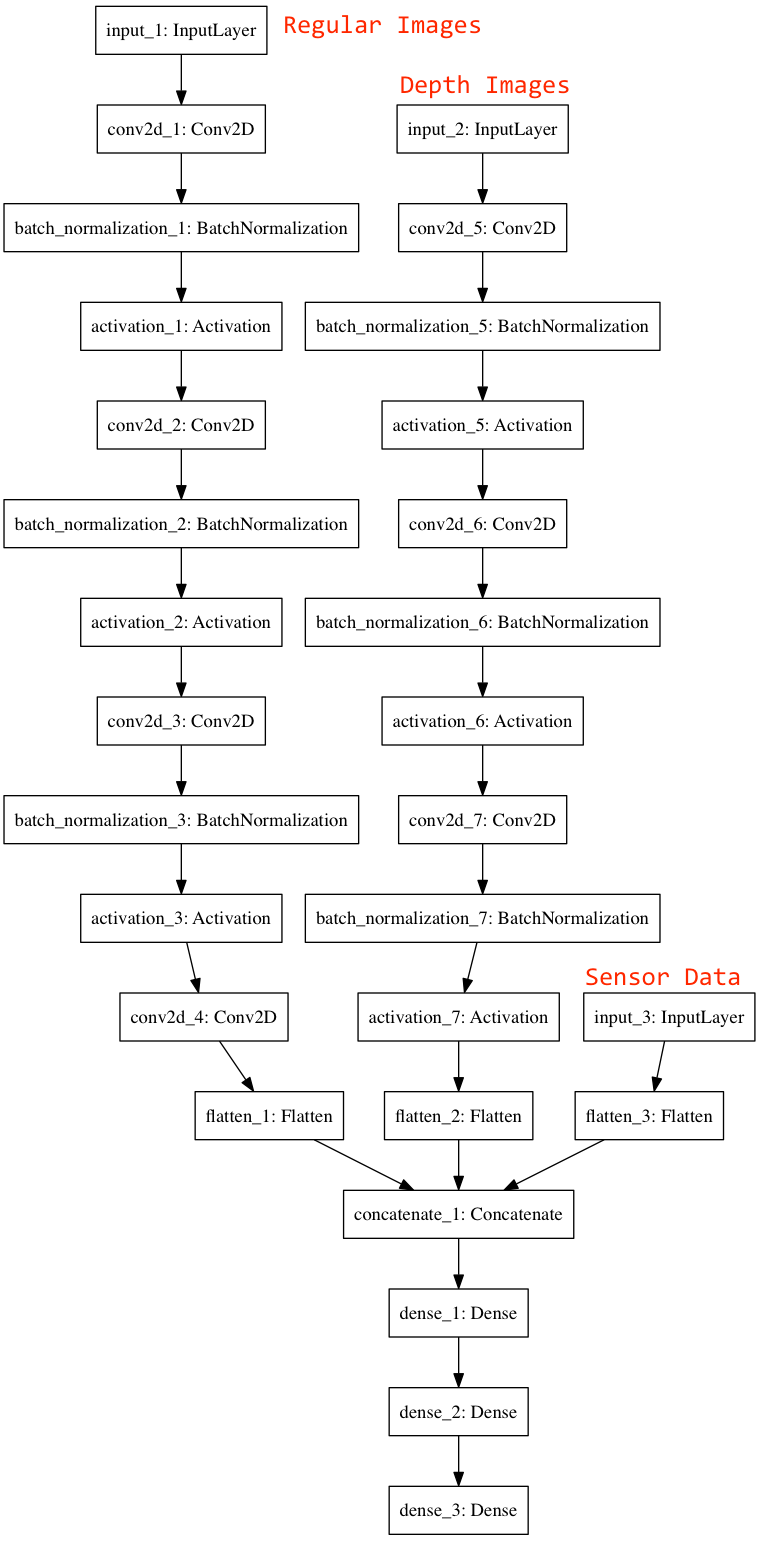 input_1: InputLayer
Regular Images
conv2d_1: Conv2D
batch_normalization_1: BatchNormalization
activation_1: Activation
conv2d_2: Conv2D
batch_normalization_2: BatchNormalization
activation_2: Activation
conv2d_3: Conv2D
batch_normalization_3: BatchNormalization
activation_3: Activation
conv2d_4: Conv2D
flatten_1: Flatten
Depth Images
input_2: InputLayer
conv2d_5: Conv2D
batch_normalization_5: BatchNormalization
activation_5: Activation
conv2d_6: Conv2D
batch_normalization_6: BatchNormalization
activation_6: Activation
conv2d_7: Conv2D
batch_normalization_7: BatchNormalization
activation_7: Activation
flatten_2: Flatten
Sensor Data
input_3: InputLayer
flatten_3: Flatten
concatenate_1: Concatenate
dense_1: Dense
dense_2: Dense
dense_3: Dense